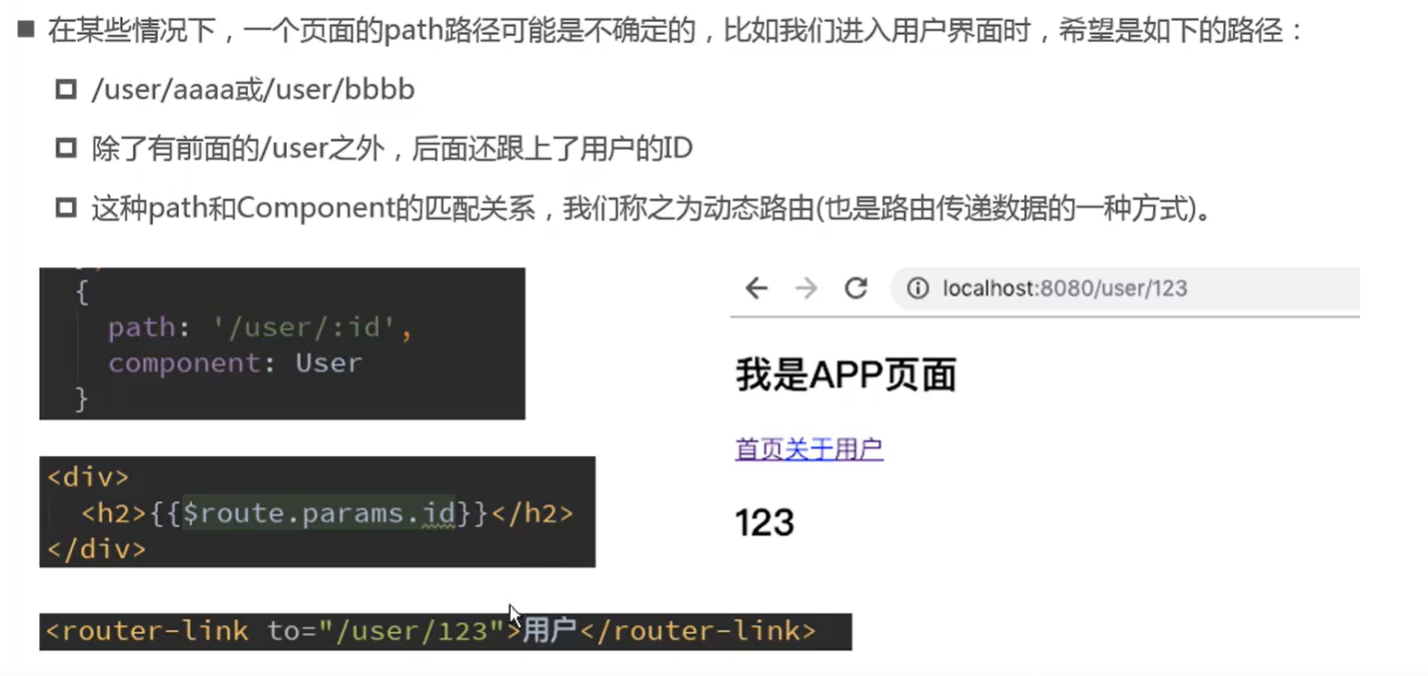 在某些情况下，一个页面的path路径可能是不确定的，比如我们进入用户界面时，希望是如下的路径：
/user/aaaa或/user/bbbb
除了有前面的/user之外，后面还跟上了用户的ID
这种path和Component的匹配关系，我们称之为动态路由(也是路由传递数据的一种方式)。
{
path: '/user/:id',
component: User
}
<div>
<h2>{{$route.params.id}}</h2>
</div>
<router-link to="/user/123">用户</router-link>
localhost:8080/user/123
我是APP页面
首页关于用户
123